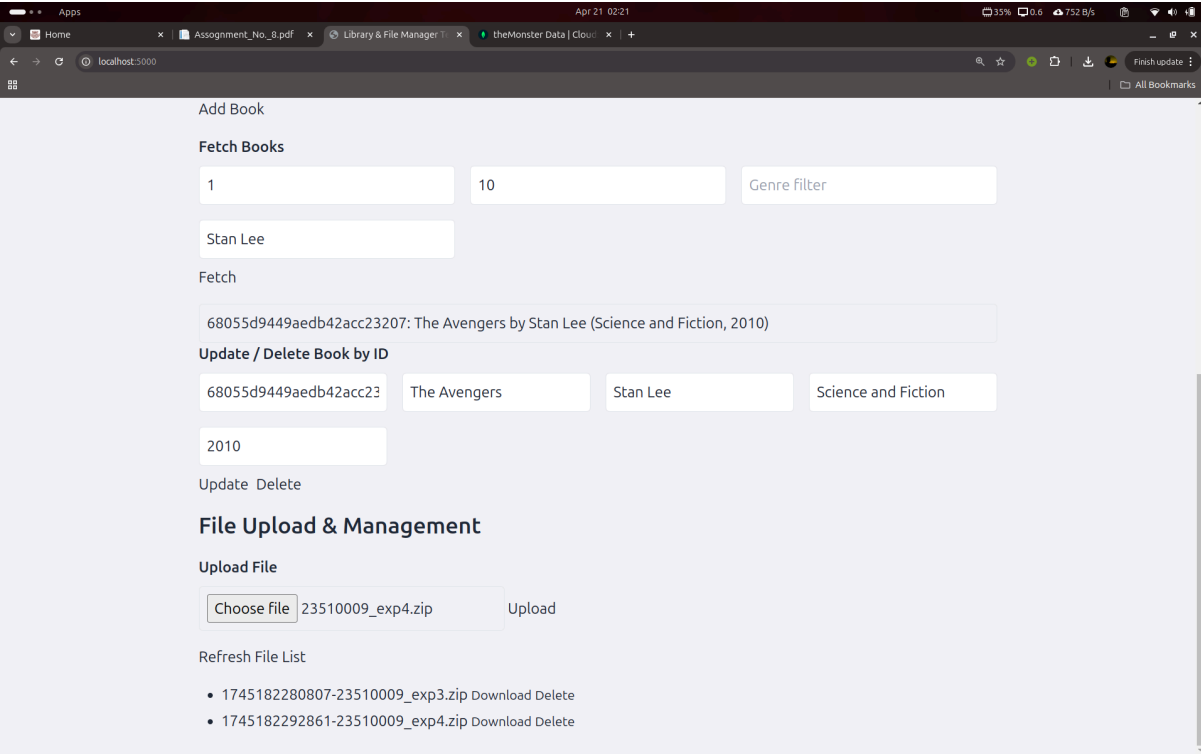 Apps Apr 21 02:21 35% 0.6 752 B/s
Home Assognment_No._8.pdf Library & File Manager theMonster Data | Cloud
localhost:5000 Finish update
All Bookmarks
Add Book
Fetch Books
1 10 Genre filter
Stan Lee
Fetch
68055d9449aedb42acc23207: The Avengers by Stan Lee (Science and Fiction, 2010)
Update / Delete Book by ID
68055d9449aedb42acc23 The Avengers Stan Lee Science and Fiction
2010
Update Delete
File Upload & Management
Upload File
Choose file 23510009_exp4.zip Upload
Refresh File List
1745182280807-23510009_exp3.zip Download Delete
1745182292861-23510009_exp4.zip Download Delete